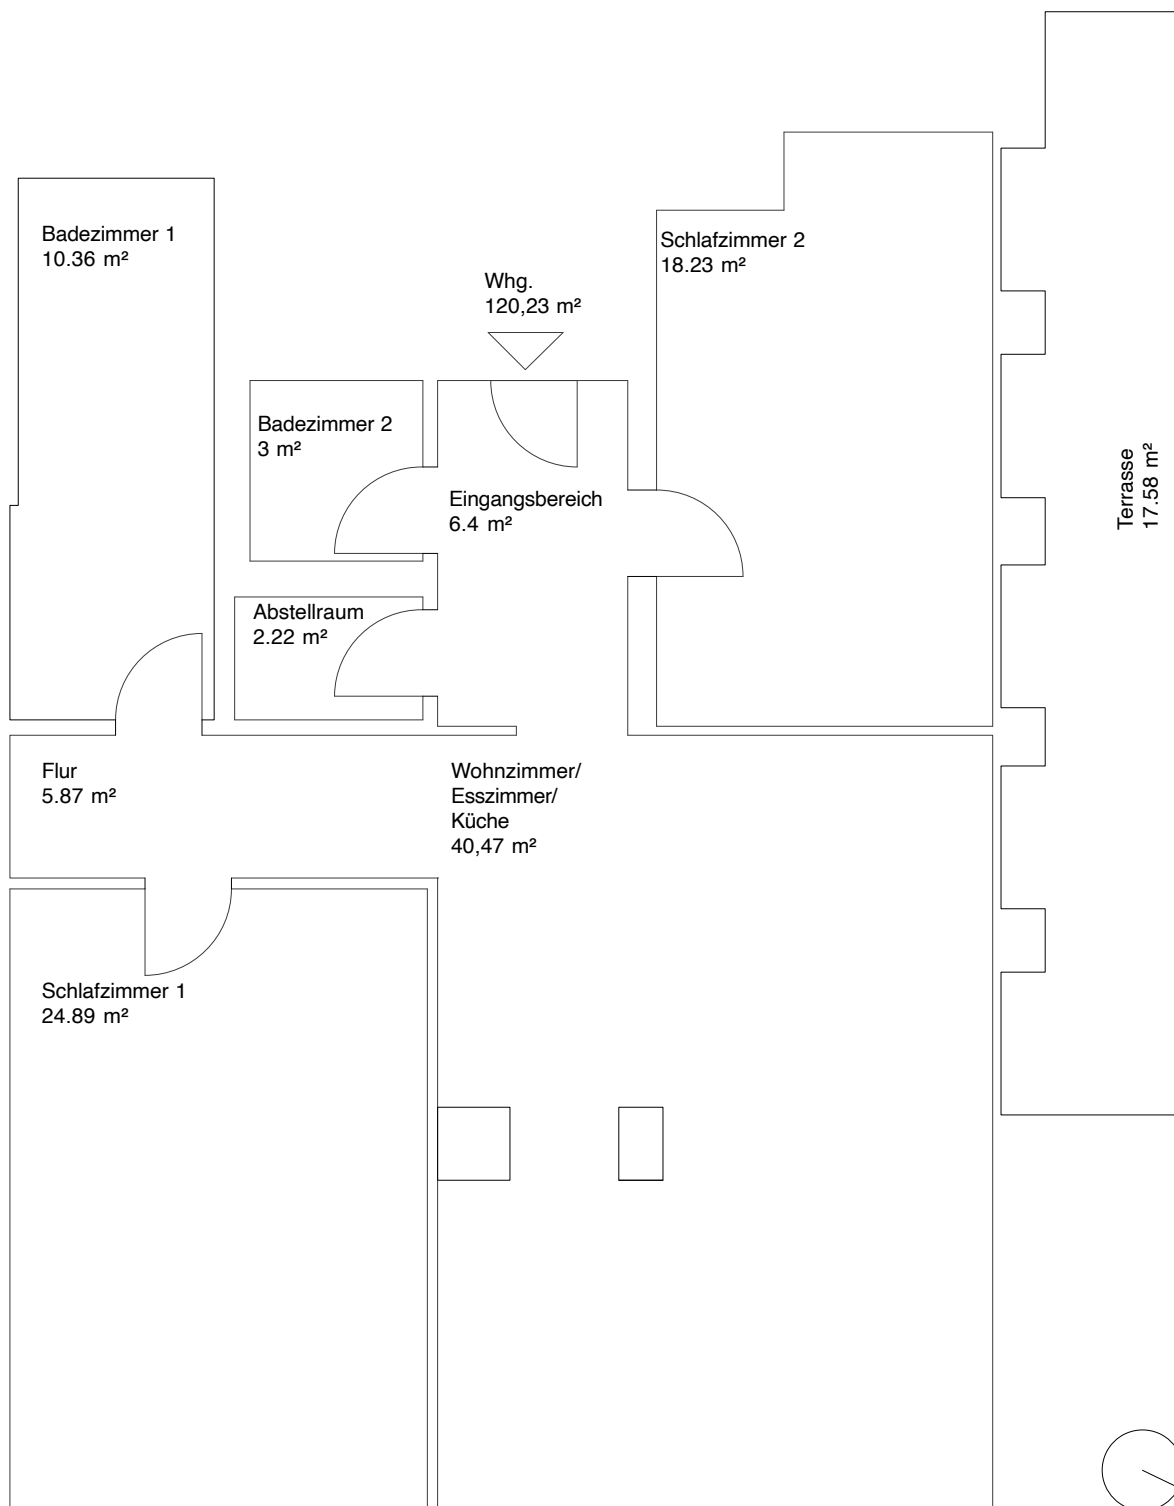 Badezimmer 1
10.36 m²
Schlafzimmer 2
18.23 m²
Whg.
120,23 m²
Badezimmer 2
3 m²
Eingangsbereich
6.4 m²
Terrasse
17.58 m²
Abstellraum
2.22 m²
Flur
5.87 m²
Wohnzimmer/
Esszimmer/
Küche
40,47 m²
Schlafzimmer 1
24.89 m²